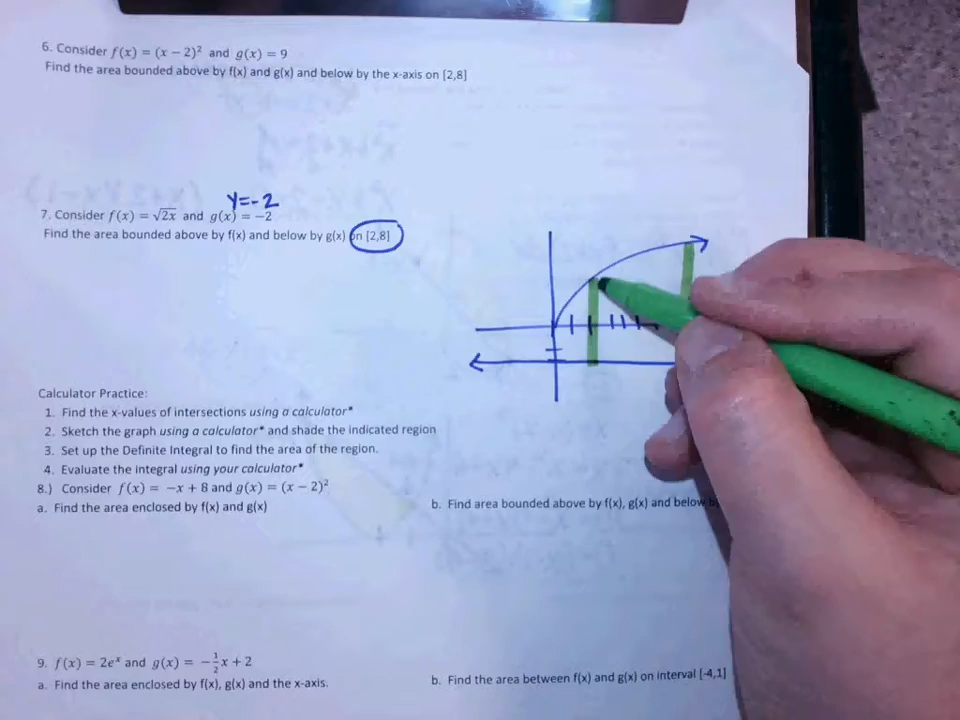 6. Consider f(x) = (x − 2)² and g(x) = 9
Find the area bounded above by f(x) and g(x) and below by the x-axis on [2,8]
y=-2
7. Consider f(x) = √2x and g(x) = −2
Find the area bounded above by f(x) and below by g(x) on [2,8]
Calculator Practice:
1. Find the x-values of intersections using a calculator*
2. Sketch the graph using a calculator* and shade the indicated region
3. Set up the Definite Integral to find the area of the region.
4. Evaluate the integral using your calculator*
8.) Consider f(x) = −x + 8 and g(x) = (x − 2)²
a. Find the area enclosed by f(x) and g(x)
b. Find area bounded above by f(x), g(x) and below
9. f(x) = 2eˣ and g(x) = −½x + 2
a. Find the area enclosed by f(x), g(x) and the x-axis.
b. Find the area between f(x) and g(x) on interval [-4,1]